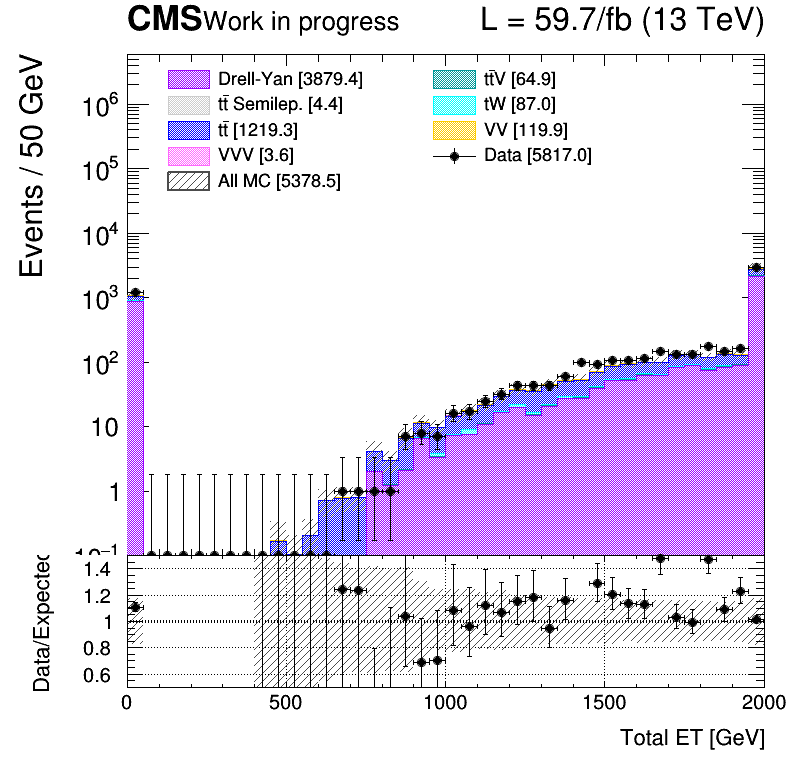 CMS Work in progress L = 59.7/fb (13 TeV)
Events / 50 GeV
Drell-Yan [3879.4]
tt̄ Semilep. [4.4]
tt̄ [1219.3]
VVV [3.6]
All MC [5378.5]
tt̄V [64.9]
tW [87.0]
VV [119.9]
Data [5817.0]
10⁶
10⁵
10⁴
10³
10²
10
1
10⁻¹
Data/Expected
1.4
1.2
1
0.8
0.6
0 500 1000 1500 2000
Total ET [GeV]